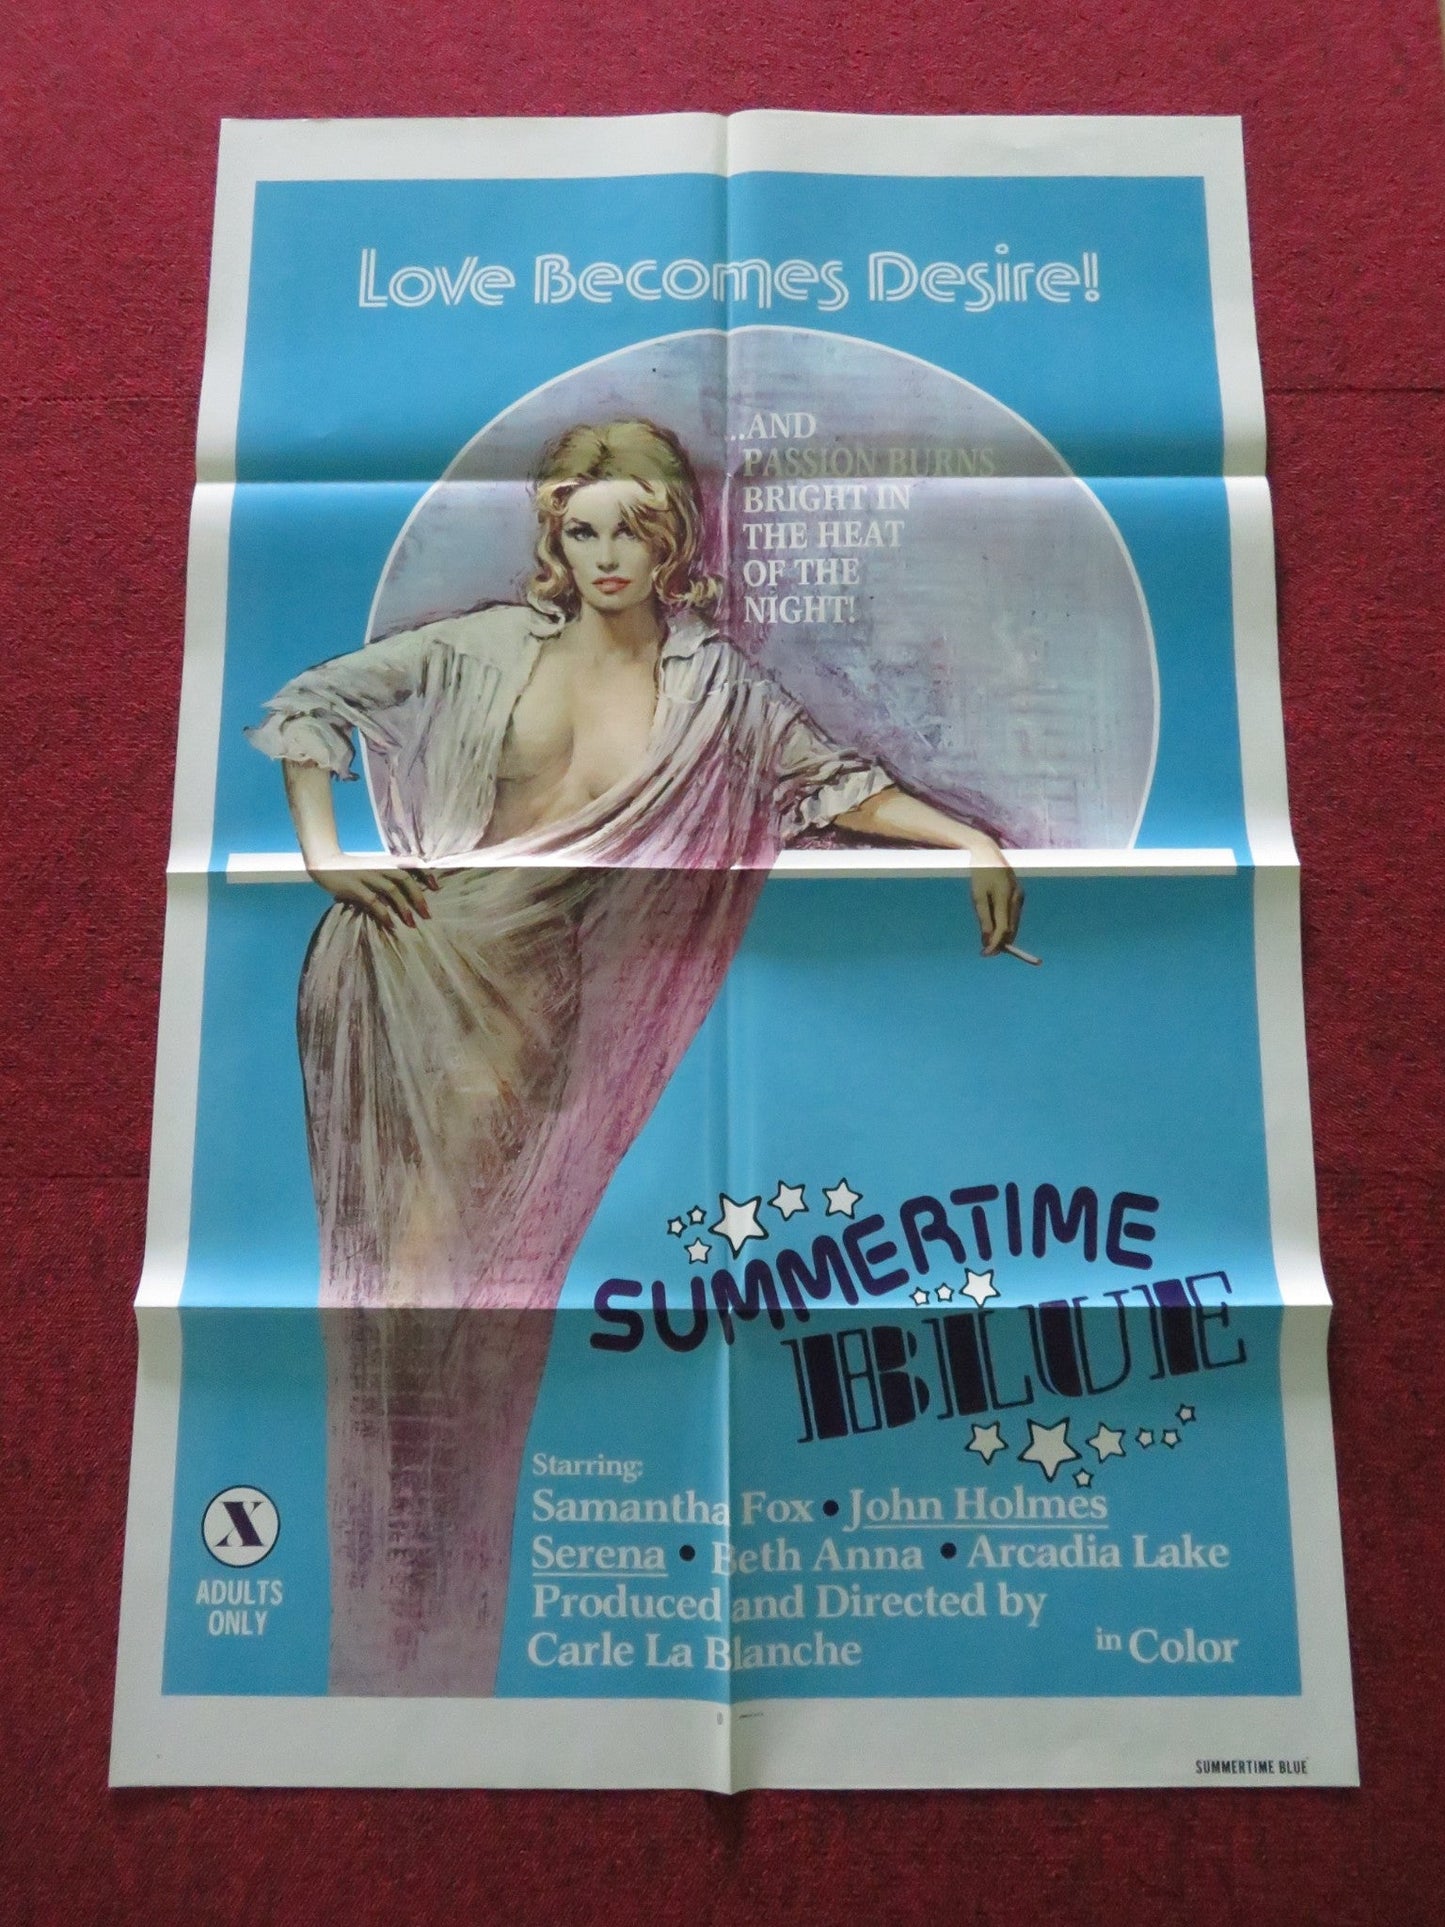 Love Becomes Desire!
...AND
PASSION BURNS
BRIGHT IN
THE HEAT
OF THE
NIGHT!
SUMMERTIME
BLUE
Starring:
Samantha Fox • John Holmes
Serena • Beth Anna • Arcadia Lake
Produced and Directed by
Carle La Blanche
in Color
X
ADULTS
ONLY
SUMMERTIME BLUE